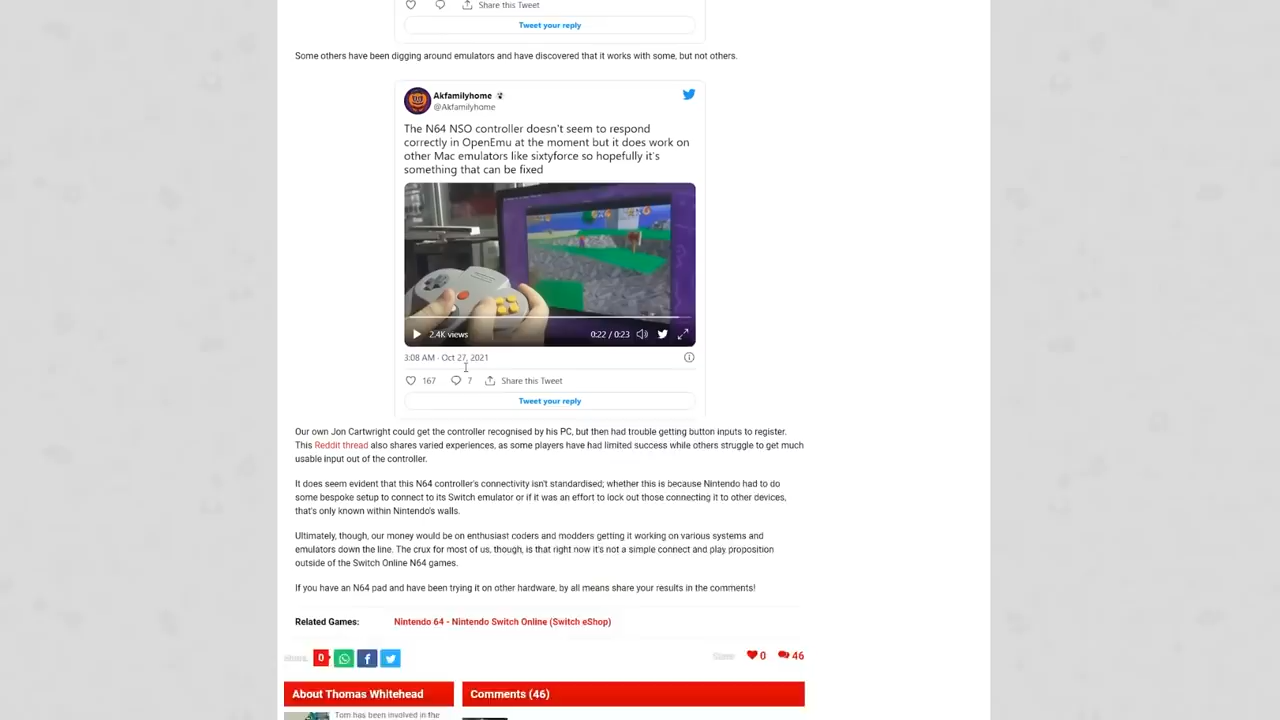 Share this Tweet
Tweet your reply
Some others have been digging around emulators and have discovered that it works with some, but not others.
Akfamilyhome
@Akfamilyhome
The N64 NSO controller doesn't seem to respond
correctly in OpenEmu at the moment but it does work on
other Mac emulators like sixtyforce so hopefully it's
something that can be fixed
2.4K views
0:22 / 0:23
3:08 AM · Oct 27, 2021
167 7 Share this Tweet
Tweet your reply
Our own Jon Cartwright could get the controller recognised by his PC, but then had trouble getting button inputs to register.
This Reddit thread also shares varied experiences, as some players have had limited success while others struggle to get much
usable input out of the controller.
It does seem evident that this N64 controller's connectivity isn't standardised; whether this is because Nintendo had to do
some bespoke setup to connect to its Switch emulator or if it was an effort to lock out those connecting it to other devices,
that's only known within Nintendo's walls.
Ultimately, though, our money would be on enthusiast coders and modders getting it working on various systems and
emulators down the line. The crux for most of us, though, is that right now it's not a simple connect and play proposition
outside of the Switch Online N64 games.
If you have an N64 pad and have been trying it on other hardware, by all means share your results in the comments!
Related Games: Nintendo 64 - Nintendo Switch Online (Switch eShop)
0 0 46
About Thomas Whitehead
Comments (46)
Tom has been involved in the